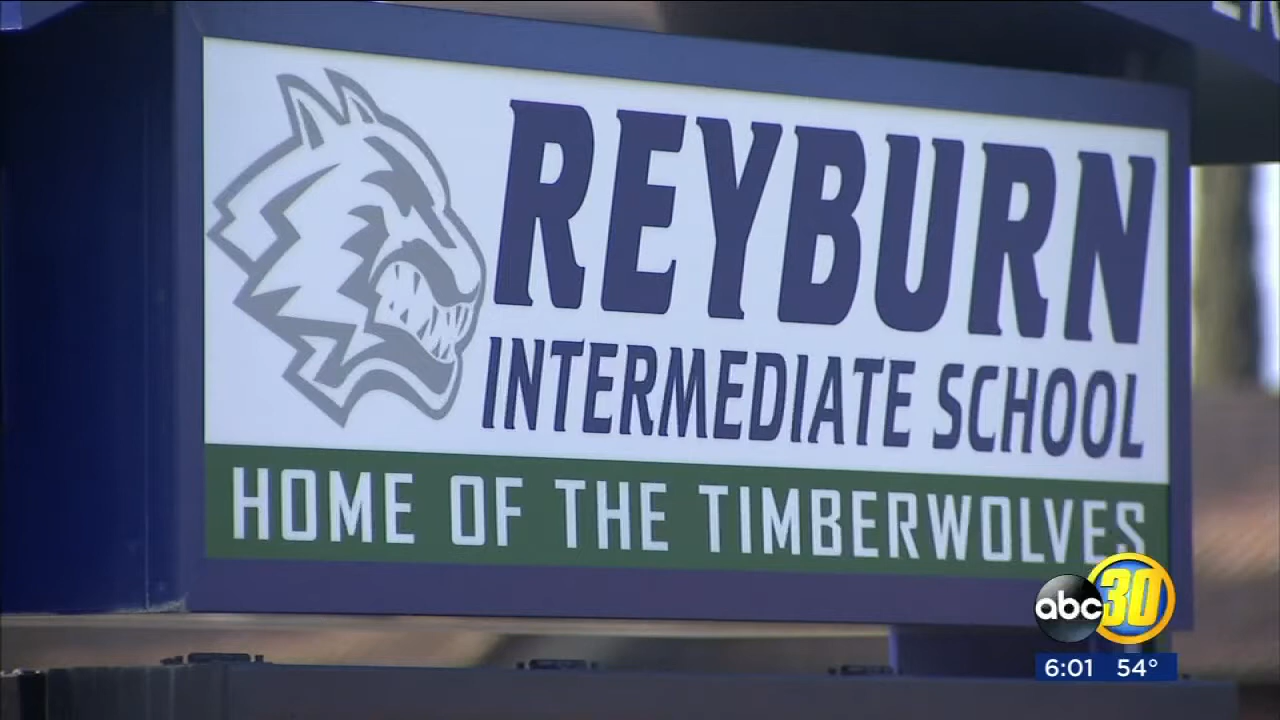 REYBURN
INTERMEDIATE SCHOOL
HOME OF THE TIMBERWOLVES
abc 30
6:01 54°